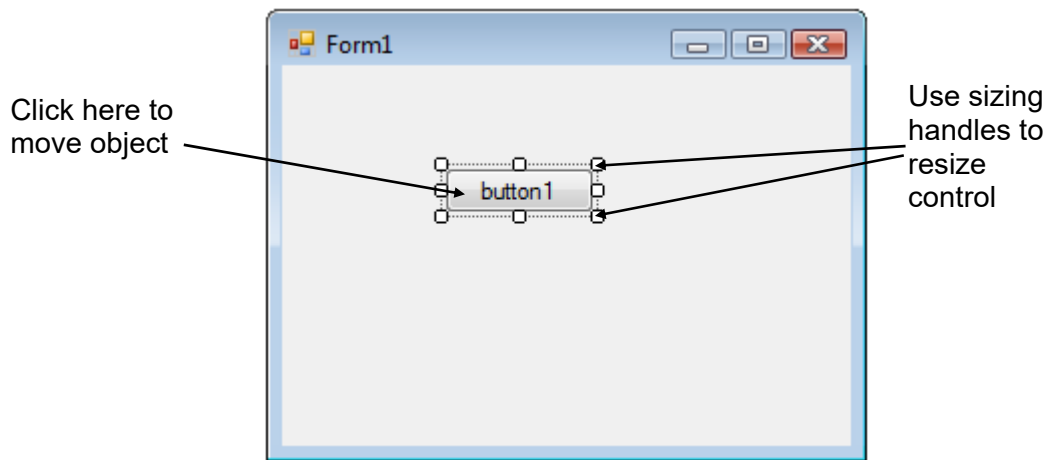 Form1
Click here to
move object
button1
Use sizing
handles to
resize
control